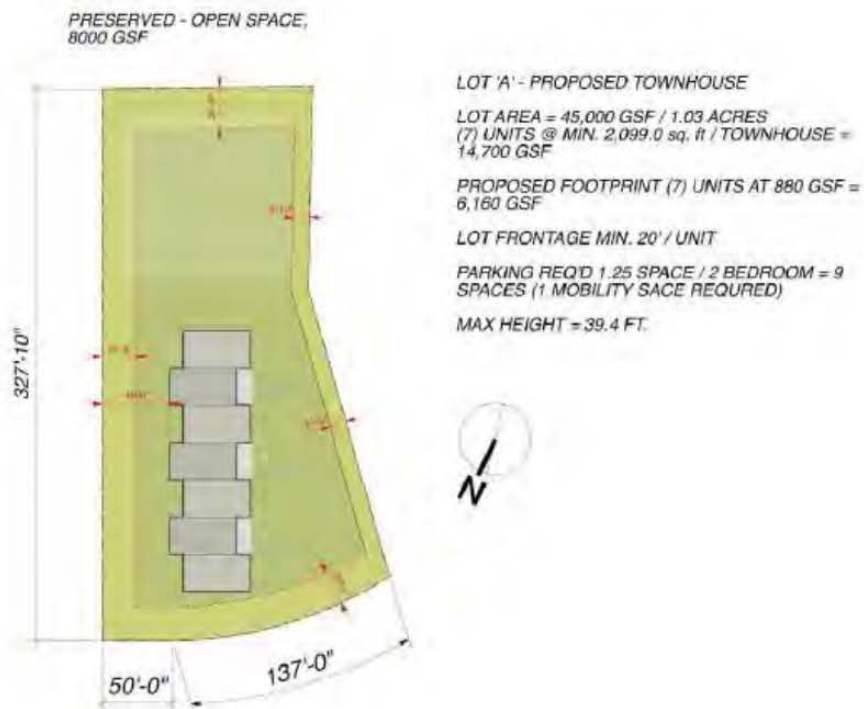 PRESERVED - OPEN SPACE,
8000 GSF
LOT 'A' - PROPOSED TOWNHOUSE
LOT AREA = 45,000 GSF / 1.03 ACRES
(7) UNITS @ MIN. 2,099.0 sq. ft / TOWNHOUSE =
14,700 GSF
PROPOSED FOOTPRINT (7) UNITS AT 880 GSF =
6,160 GSF
LOT FRONTAGE MIN. 20' / UNIT
PARKING REQ'D 1.25 SPACE / 2 BEDROOM = 9
SPACES (1 MOBILITY SACE REQURED)
MAX HEIGHT = 39.4 FT.
327'-10"
N
50'-0"
137'-0"